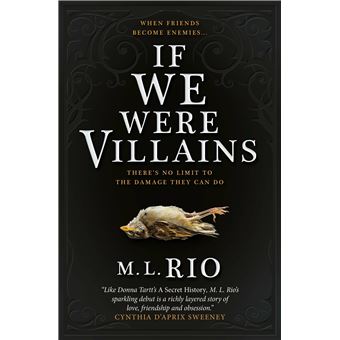 WHEN FRIENDS
BECOME ENEMIES...
IF
WE
WERE
VILLAINS
THERE'S NO LIMIT TO
THE DAMAGE THEY CAN DO
M. L. RIO
"Like Donna Tartt's A Secret History, M. L. Rio's
sparkling debut is a richly layered story of
love, friendship and obsession."
CYNTHIA D'APRIX SWEENEY